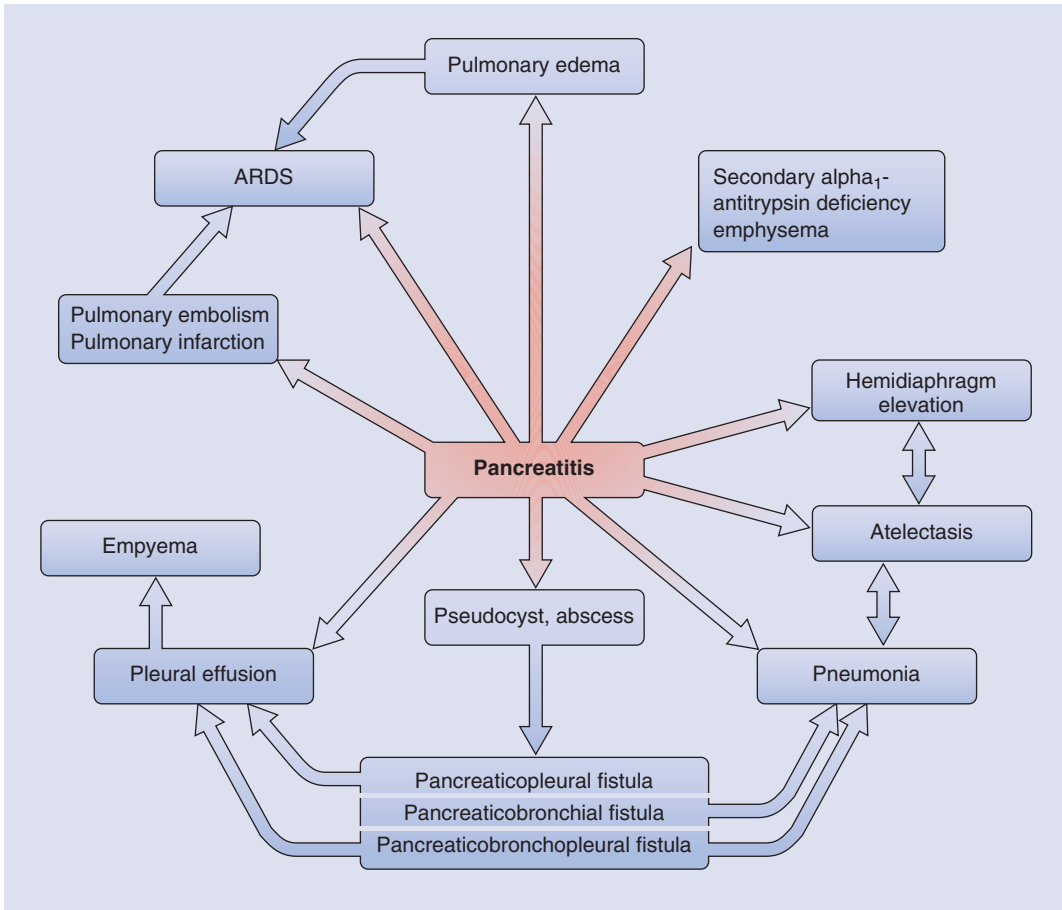 Pulmonary edema
ARDS
Secondary alpha₁-
antitrypsin deficiency
emphysema
Pulmonary embolism
Pulmonary infarction
Hemidiaphragm
elevation
Pancreatitis
Atelectasis
Empyema
Pseudocyst, abscess
Pleural effusion
Pneumonia
Pancreaticopleural fistula
Pancreaticobronchial fistula
Pancreaticobronchopleural fistula